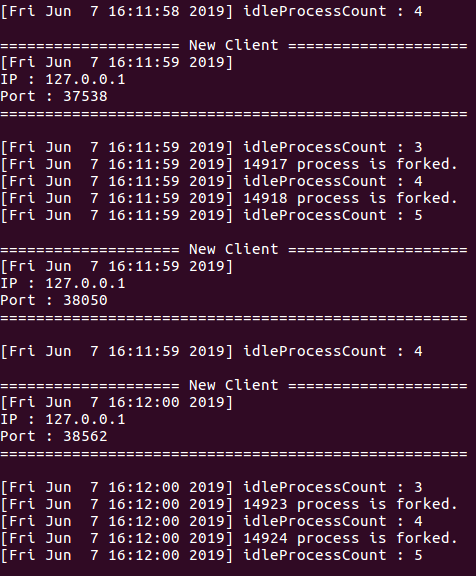 [Fri Jun  7 16:11:58 2019] idleProcessCount : 4
==================== New Client ====================
[Fri Jun  7 16:11:59 2019]
IP : 127.0.0.1
Port : 37538
====================================================
[Fri Jun  7 16:11:59 2019] idleProcessCount : 3
[Fri Jun  7 16:11:59 2019] 14917 process is forked.
[Fri Jun  7 16:11:59 2019] idleProcessCount : 4
[Fri Jun  7 16:11:59 2019] 14918 process is forked.
[Fri Jun  7 16:11:59 2019] idleProcessCount : 5
==================== New Client ====================
[Fri Jun  7 16:11:59 2019]
IP : 127.0.0.1
Port : 38050
====================================================
[Fri Jun  7 16:11:59 2019] idleProcessCount : 4
==================== New Client ====================
[Fri Jun  7 16:12:00 2019]
IP : 127.0.0.1
Port : 38562
====================================================
[Fri Jun  7 16:12:00 2019] idleProcessCount : 3
[Fri Jun  7 16:12:00 2019] 14923 process is forked.
[Fri Jun  7 16:12:00 2019] idleProcessCount : 4
[Fri Jun  7 16:12:00 2019] 14924 process is forked.
[Fri Jun  7 16:12:00 2019] idleProcessCount : 5